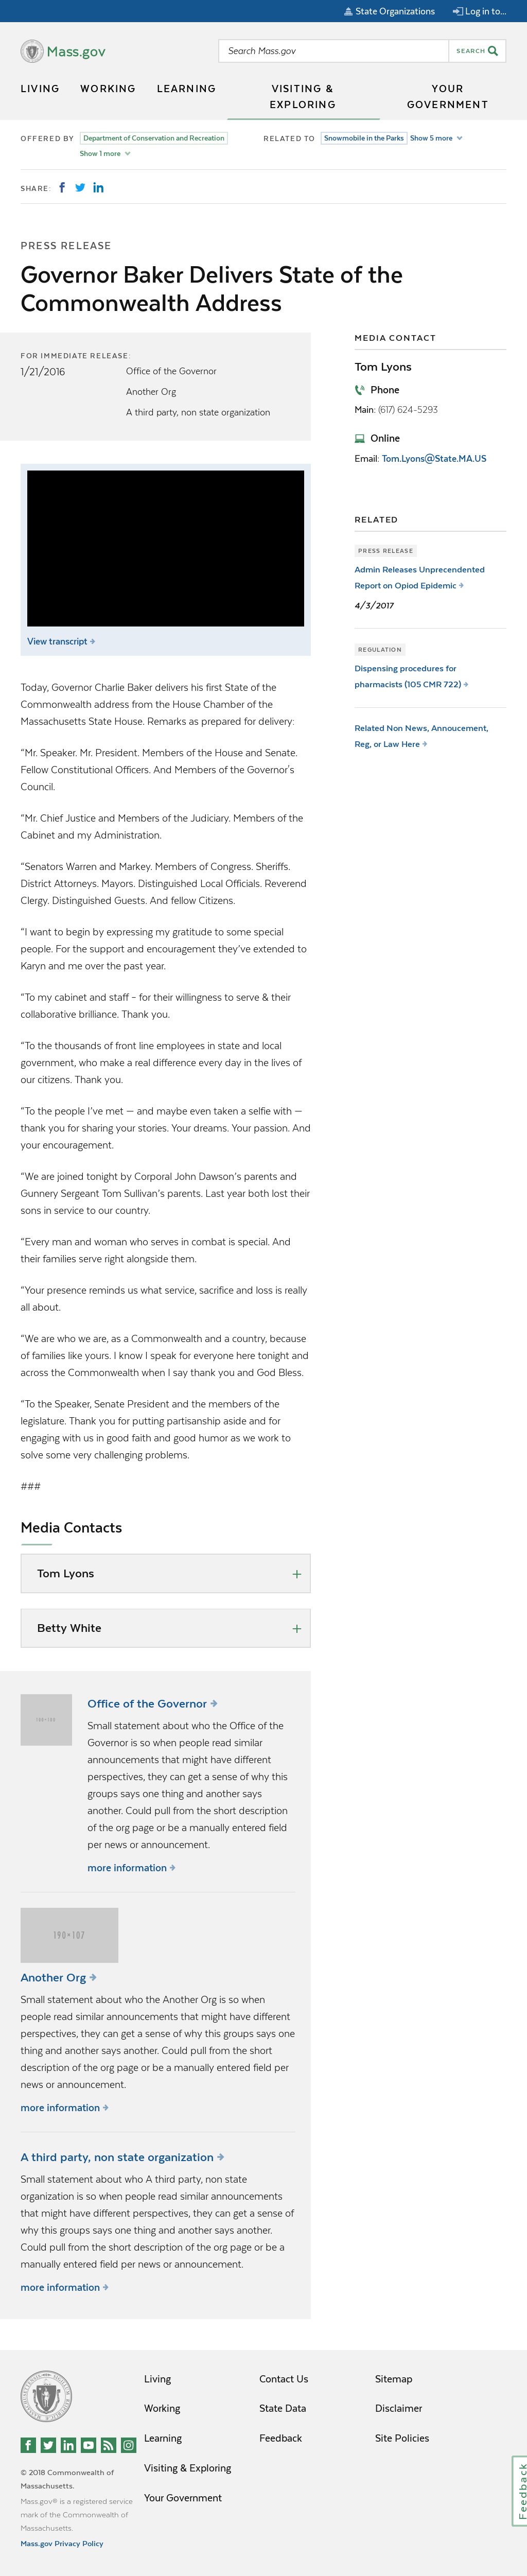 State Organizations
Log in to...
Mass.gov
Search Mass.gov
SEARCH
LIVING
WORKING
LEARNING
VISITING &
EXPLORING
YOUR
GOVERNMENT
OFFERED BY
Department of Conservation and Recreation
Show 1 more
RELATED TO
Snowmobile in the Parks
Show 5 more
SHARE:
PRESS RELEASE
Governor Baker Delivers State of the
Commonwealth Address
FOR IMMEDIATE RELEASE:
1/21/2016
Office of the Governor
Another Org
A third party, non state organization
MEDIA CONTACT
Tom Lyons
Phone
Main: (617) 624-5293
Online
Email: Tom.Lyons@State.MA.US
RELATED
PRESS RELEASE
Admin Releases Unprecendented
Report on Opiod Epidemic
4/3/2017
REGULATION
Dispensing procedures for
pharmacists (105 CMR 722)
Related Non News, Annoucement,
Reg, or Law Here
View transcript
Today, Governor Charlie Baker delivers his first State of the
Commonwealth address from the House Chamber of the
Massachusetts State House. Remarks as prepared for delivery:
“Mr. Speaker. Mr. President. Members of the House and Senate.
Fellow Constitutional Officers. And Members of the Governor's
Council.
“Mr. Chief Justice and Members of the Judiciary. Members of the
Cabinet and my Administration.
“Senators Warren and Markey. Members of Congress. Sheriffs.
District Attorneys. Mayors. Distinguished Local Officials. Reverend
Clergy. Distinguished Guests. And fellow Citizens.
“I want to begin by expressing my gratitude to some special
people. For the support and encouragement they’ve extended to
Karyn and me over the past year.
“To my cabinet and staff – for their willingness to serve & their
collaborative brilliance. Thank you.
“To the thousands of front line employees in state and local
government, who make a real difference every day in the lives of
our citizens. Thank you.
“To the people I’ve met — and maybe even taken a selfie with —
thank you for sharing your stories. Your dreams. Your passion. And
your encouragement.
“We are joined tonight by Corporal John Dawson’s parents and
Gunnery Sergeant Tom Sullivan’s parents. Last year both lost their
sons in service to our country.
“Every man and woman who serves in combat is special. And
their families serve right alongside them.
“Your presence reminds us what service, sacrifice and loss is really
all about.
“We are who we are, as a Commonwealth and a country, because
of families like yours. I know I speak for everyone here tonight and
across the Commonwealth when I say thank you and God Bless.
“To the Speaker, Senate President and the members of the
legislature. Thank you for putting partisanship aside and for
engaging with us in good faith and good humor as we work to
solve some very challenging problems.
###
Media Contacts
Tom Lyons
Betty White
Office of the Governor
Small statement about who the Office of the
Governor is so when people read similar
announcements that might have different
perspectives, they can get a sense of why this
groups says one thing and another says
another. Could pull from the short description
of the org page or be a manually entered field
per news or announcement.
more information
190×107
Another Org
Small statement about who the Another Org is so when
people read similar announcements that might have different
perspectives, they can get a sense of why this groups says one
thing and another says another. Could pull from the short
description of the org page or be a manually entered field per
news or announcement.
more information
A third party, non state organization
Small statement about who A third party, non state
organization is so when people read similar announcements
that might have different perspectives, they can get a sense of
why this groups says one thing and another says another.
Could pull from the short description of the org page or be a
manually entered field per news or announcement.
more information
Living
Working
Learning
Visiting & Exploring
Your Government
Contact Us
State Data
Feedback
Sitemap
Disclaimer
Site Policies
© 2018 Commonwealth of
Massachusetts.
Mass.gov® is a registered service
mark of the Commonwealth of
Massachusetts.
Mass.gov Privacy Policy
Feedback